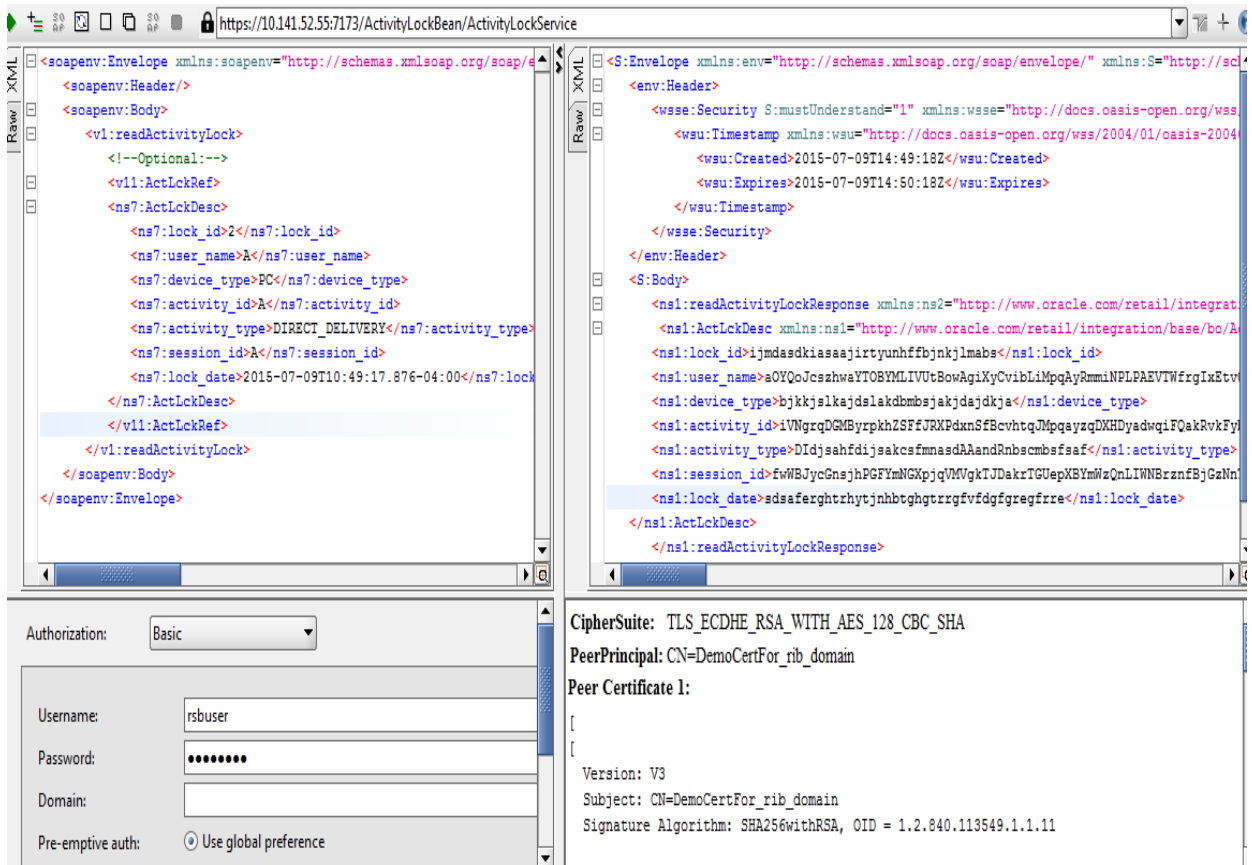 https://10.141.52.55:7173/ActivityLockBean/ActivityLockService
XML
Raw
<soapenv:Envelope xmlns:soapenv="http://schemas.xmlsoap.org/soap/e
<soapenv:Header/>
<soapenv:Body>
<v1:readActivityLock>
<!--Optional:-->
<v11:ActLckRef>
<ns7:ActLckDesc>
<ns7:lock_id>2</ns7:lock_id>
<ns7:user_name>A</ns7:user_name>
<ns7:device_type>PC</ns7:device_type>
<ns7:activity_id>A</ns7:activity_id>
<ns7:activity_type>DIRECT_DELIVERY</ns7:activity_type>
<ns7:session_id>A</ns7:session_id>
<ns7:lock_date>2015-07-09T10:49:17.876-04:00</ns7:lock
</ns7:ActLckDesc>
</v11:ActLckRef>
</v1:readActivityLock>
</soapenv:Body>
</soapenv:Envelope>
XML
Raw
<S:Envelope xmlns:env="http://schemas.xmlsoap.org/soap/envelope/" xmlns:S="http://scl
<env:Header>
<wsse:Security S:mustUnderstand="1" xmlns:wsse="http://docs.oasis-open.org/wss,
<wsu:Timestamp xmlns:wsu="http://docs.oasis-open.org/wss/2004/01/oasis-2004
<wsu:Created>2015-07-09T14:49:18Z</wsu:Created>
<wsu:Expires>2015-07-09T14:50:18Z</wsu:Expires>
</wsu:Timestamp>
</wsse:Security>
</env:Header>
<S:Body>
<ns1:readActivityLockResponse xmlns:ns2="http://www.oracle.com/retail/integrat
<ns1:ActLckDesc xmlns:ns1="http://www.oracle.com/retail/integration/base/bo/A
<ns1:lock_id>ijmdasdkiasaajirtyunhffbjnkjlmabs</ns1:lock_id>
<ns1:user_name>aOYQoJcszhwaYTOBYMLIVUtBowAgiXyCvibLiMpqAyRmmiNPLPAEVTWfrgIxEtv
<ns1:device_type>bjkkjslkajdslakdbmbsjakjdajdkja</ns1:device_type>
<ns1:activity_id>iVNgrqDGMByrpkhZSFfJRXPdxnSfBcvhtqJMpqayzqDXHDyadwqiFQakRvkFy
<ns1:activity_type>DIdjsahfdijsakcsfmnasdAAandRnbscmbsfsaf</ns1:activity_type>
<ns1:session_id>fwWBJycGnsjhPGFYmNGXpjqVMVgkTJDakrTGUepXBYmWzQnLIWNBrznfBjGzNn
<ns1:lock_date>sdsaferghtrhytjnhbtghgtrrgfvfdgfgregfrre</ns1:lock_date>
</ns1:ActLckDesc>
</ns1:readActivityLockResponse>
Authorization: Basic
Username: rsbuser
Password: ●●●●●●●●
Domain:
Pre-emptive auth: Use global preference
CipherSuite: TLS_ECDHE_RSA_WITH_AES_128_CBC_SHA
PeerPrincipal: CN=DemoCertFor_rib_domain
Peer Certificate 1:
[
[
Version: V3
Subject: CN=DemoCertFor_rib_domain
Signature Algorithm: SHA256withRSA, OID = 1.2.840.113549.1.1.11